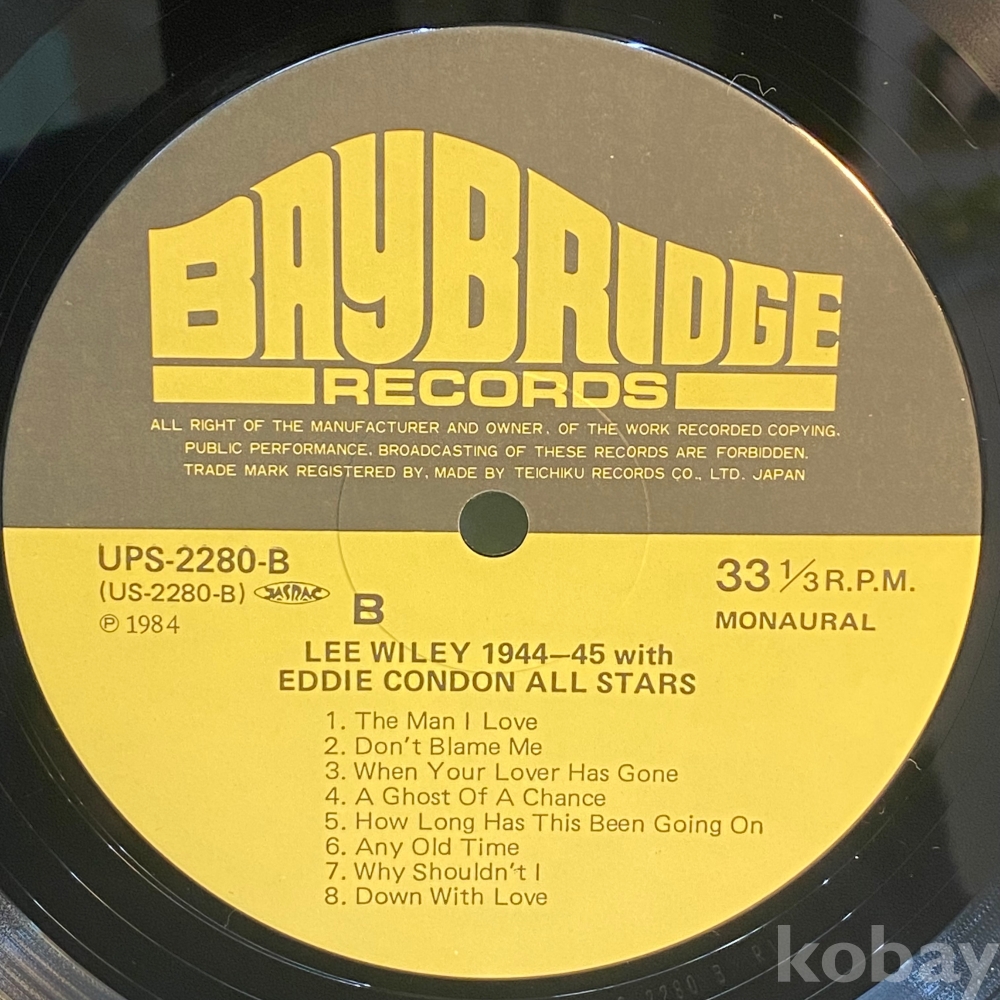 BAYBRIDGE
RECORDS
ALL RIGHT OF THE MANUFACTURER AND OWNER, OF THE WORK RECORDED COPYING.
PUBLIC PERFORMANCE, BROADCASTING OF THESE RECORDS ARE FORBIDDEN.
TRADE MARK REGISTERED BY, MADE BY TEICHIKU RECORDS CO., LTD. JAPAN
UPS-2280-B
33 1/3 R.P.M.
(US-2280-B) JASRAC
B
MONAURAL
℗ 1984
LEE WILEY 1944–45 with
EDDIE CONDON ALL STARS
1. The Man I Love
2. Don't Blame Me
3. When Your Lover Has Gone
4. A Ghost Of A Chance
5. How Long Has This Been Going On
6. Any Old Time
7. Why Shouldn't I
8. Down With Love
kobay